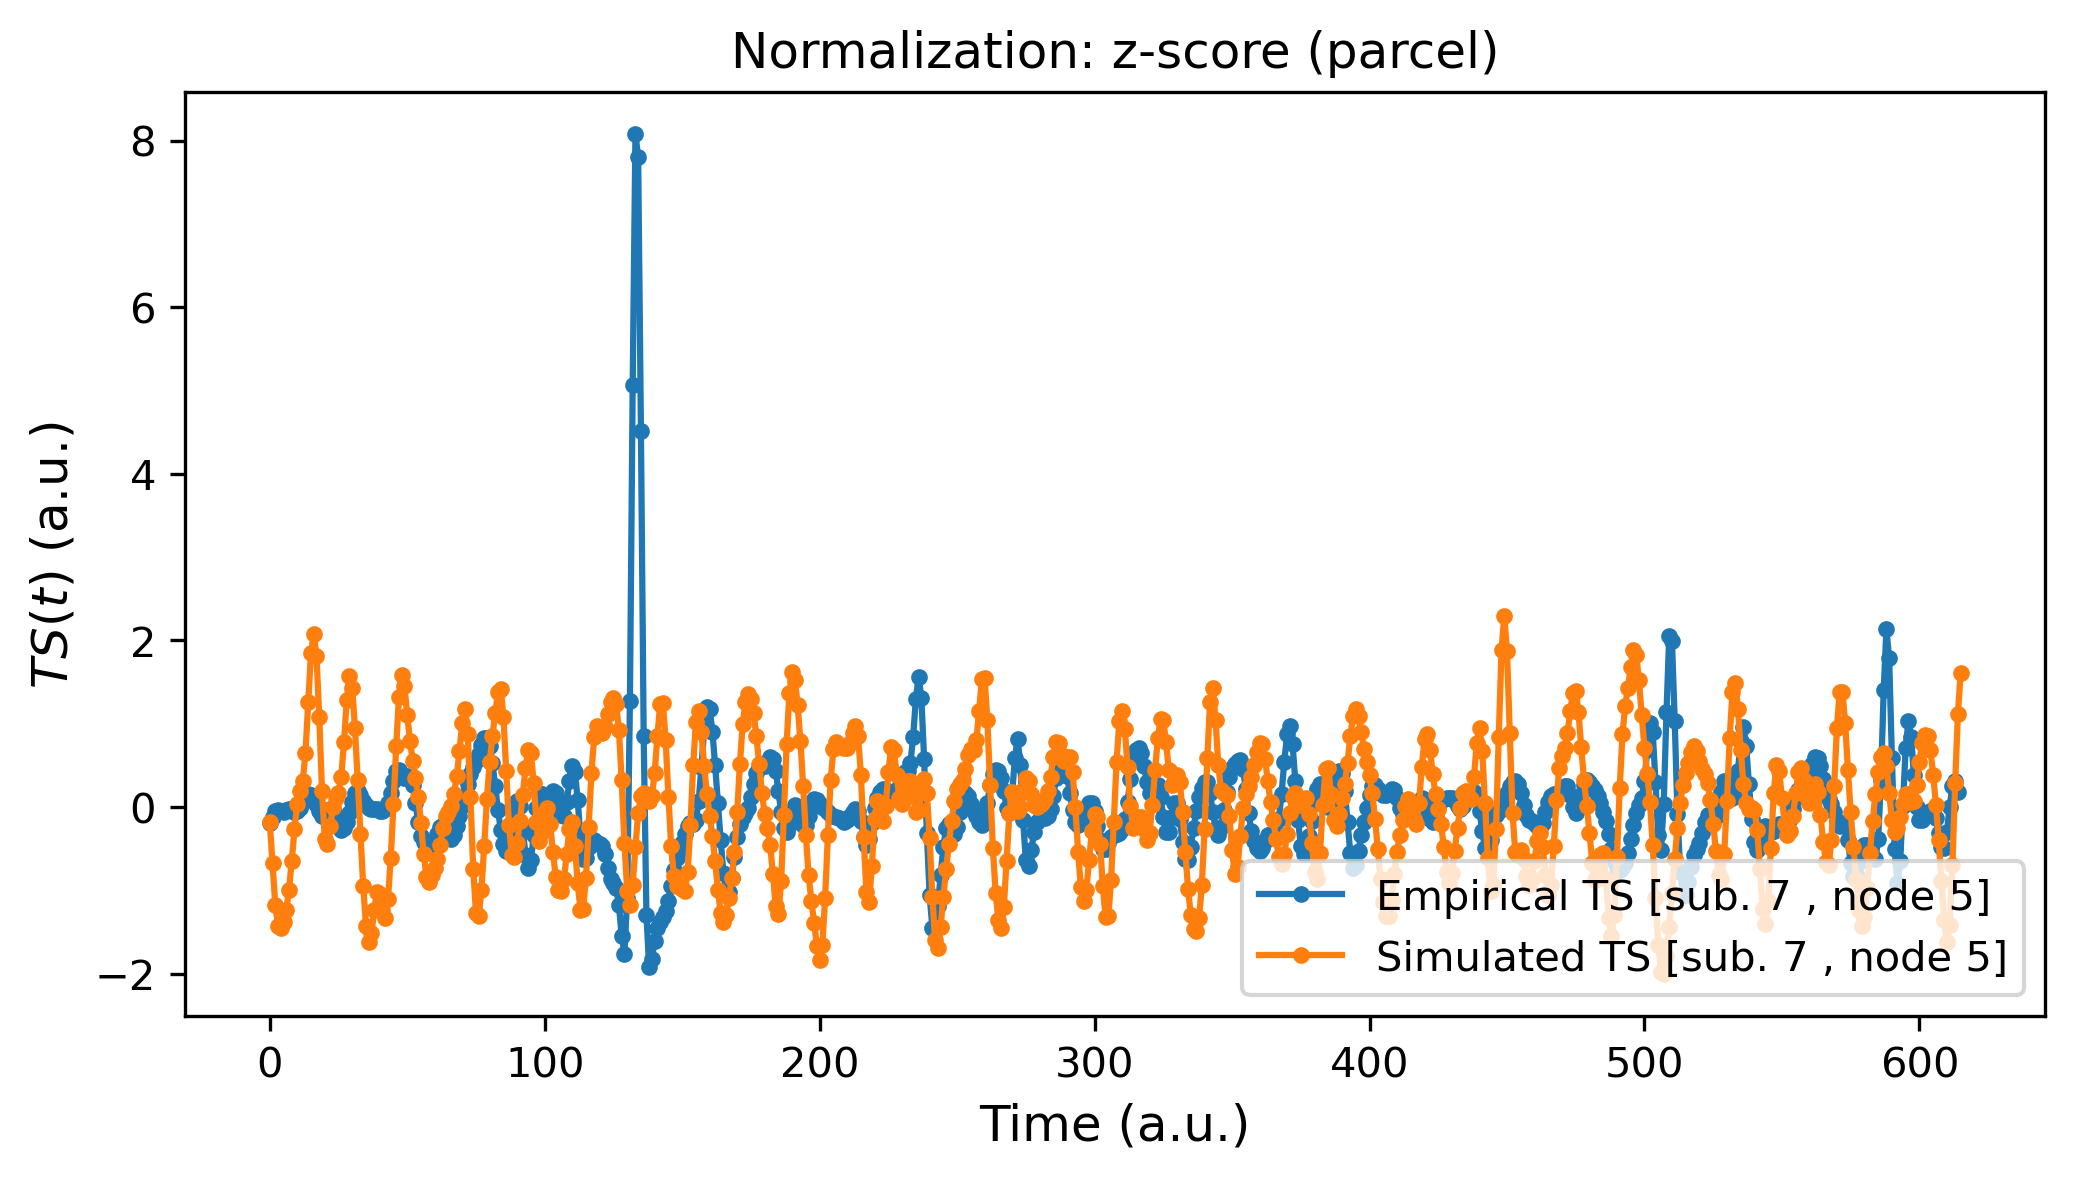 Normalization: z-score (parcel)
TS(t) (a.u.)
8
6
4
2
0
−2
Empirical TS [sub. 7 , node 5]
Simulated TS [sub. 7 , node 5]
0 100 200 300 400 500 600
Time (a.u.)